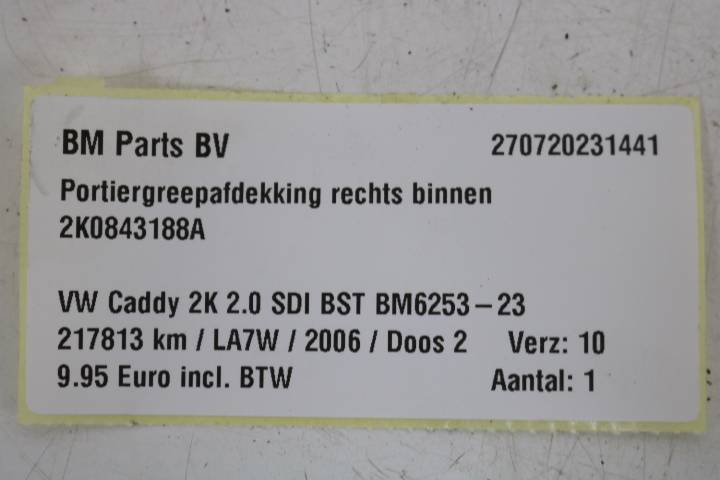 BM Parts BV 270720231441
Portiergreepafdekking rechts binnen
2K0843188A
VW Caddy 2K 2.0 SDI BST BM6253-23
217813 km / LA7W / 2006 / Doos 2 Verz: 10
9.95 Euro incl. BTW Aantal: 1